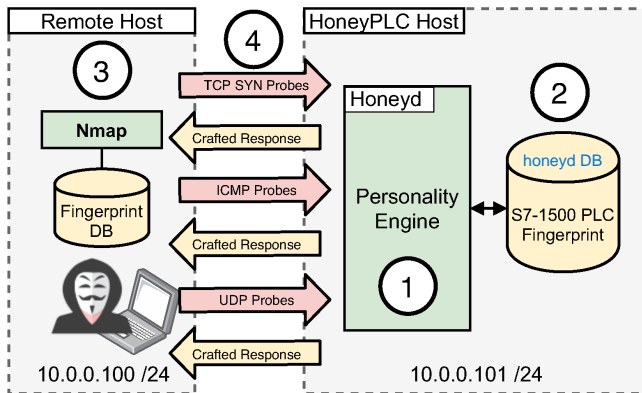 Remote Host
HoneyPLC Host
4
3
TCP SYN Probes
2
Honeyd
Nmap
Crafted Response
honeyd DB
ICMP Probes
Personality
Engine
S7-1500 PLC
Fingerprint
Fingerprint
DB
Crafted Response
UDP Probes
1
Crafted Response
10.0.0.100 /24
10.0.0.101 /24